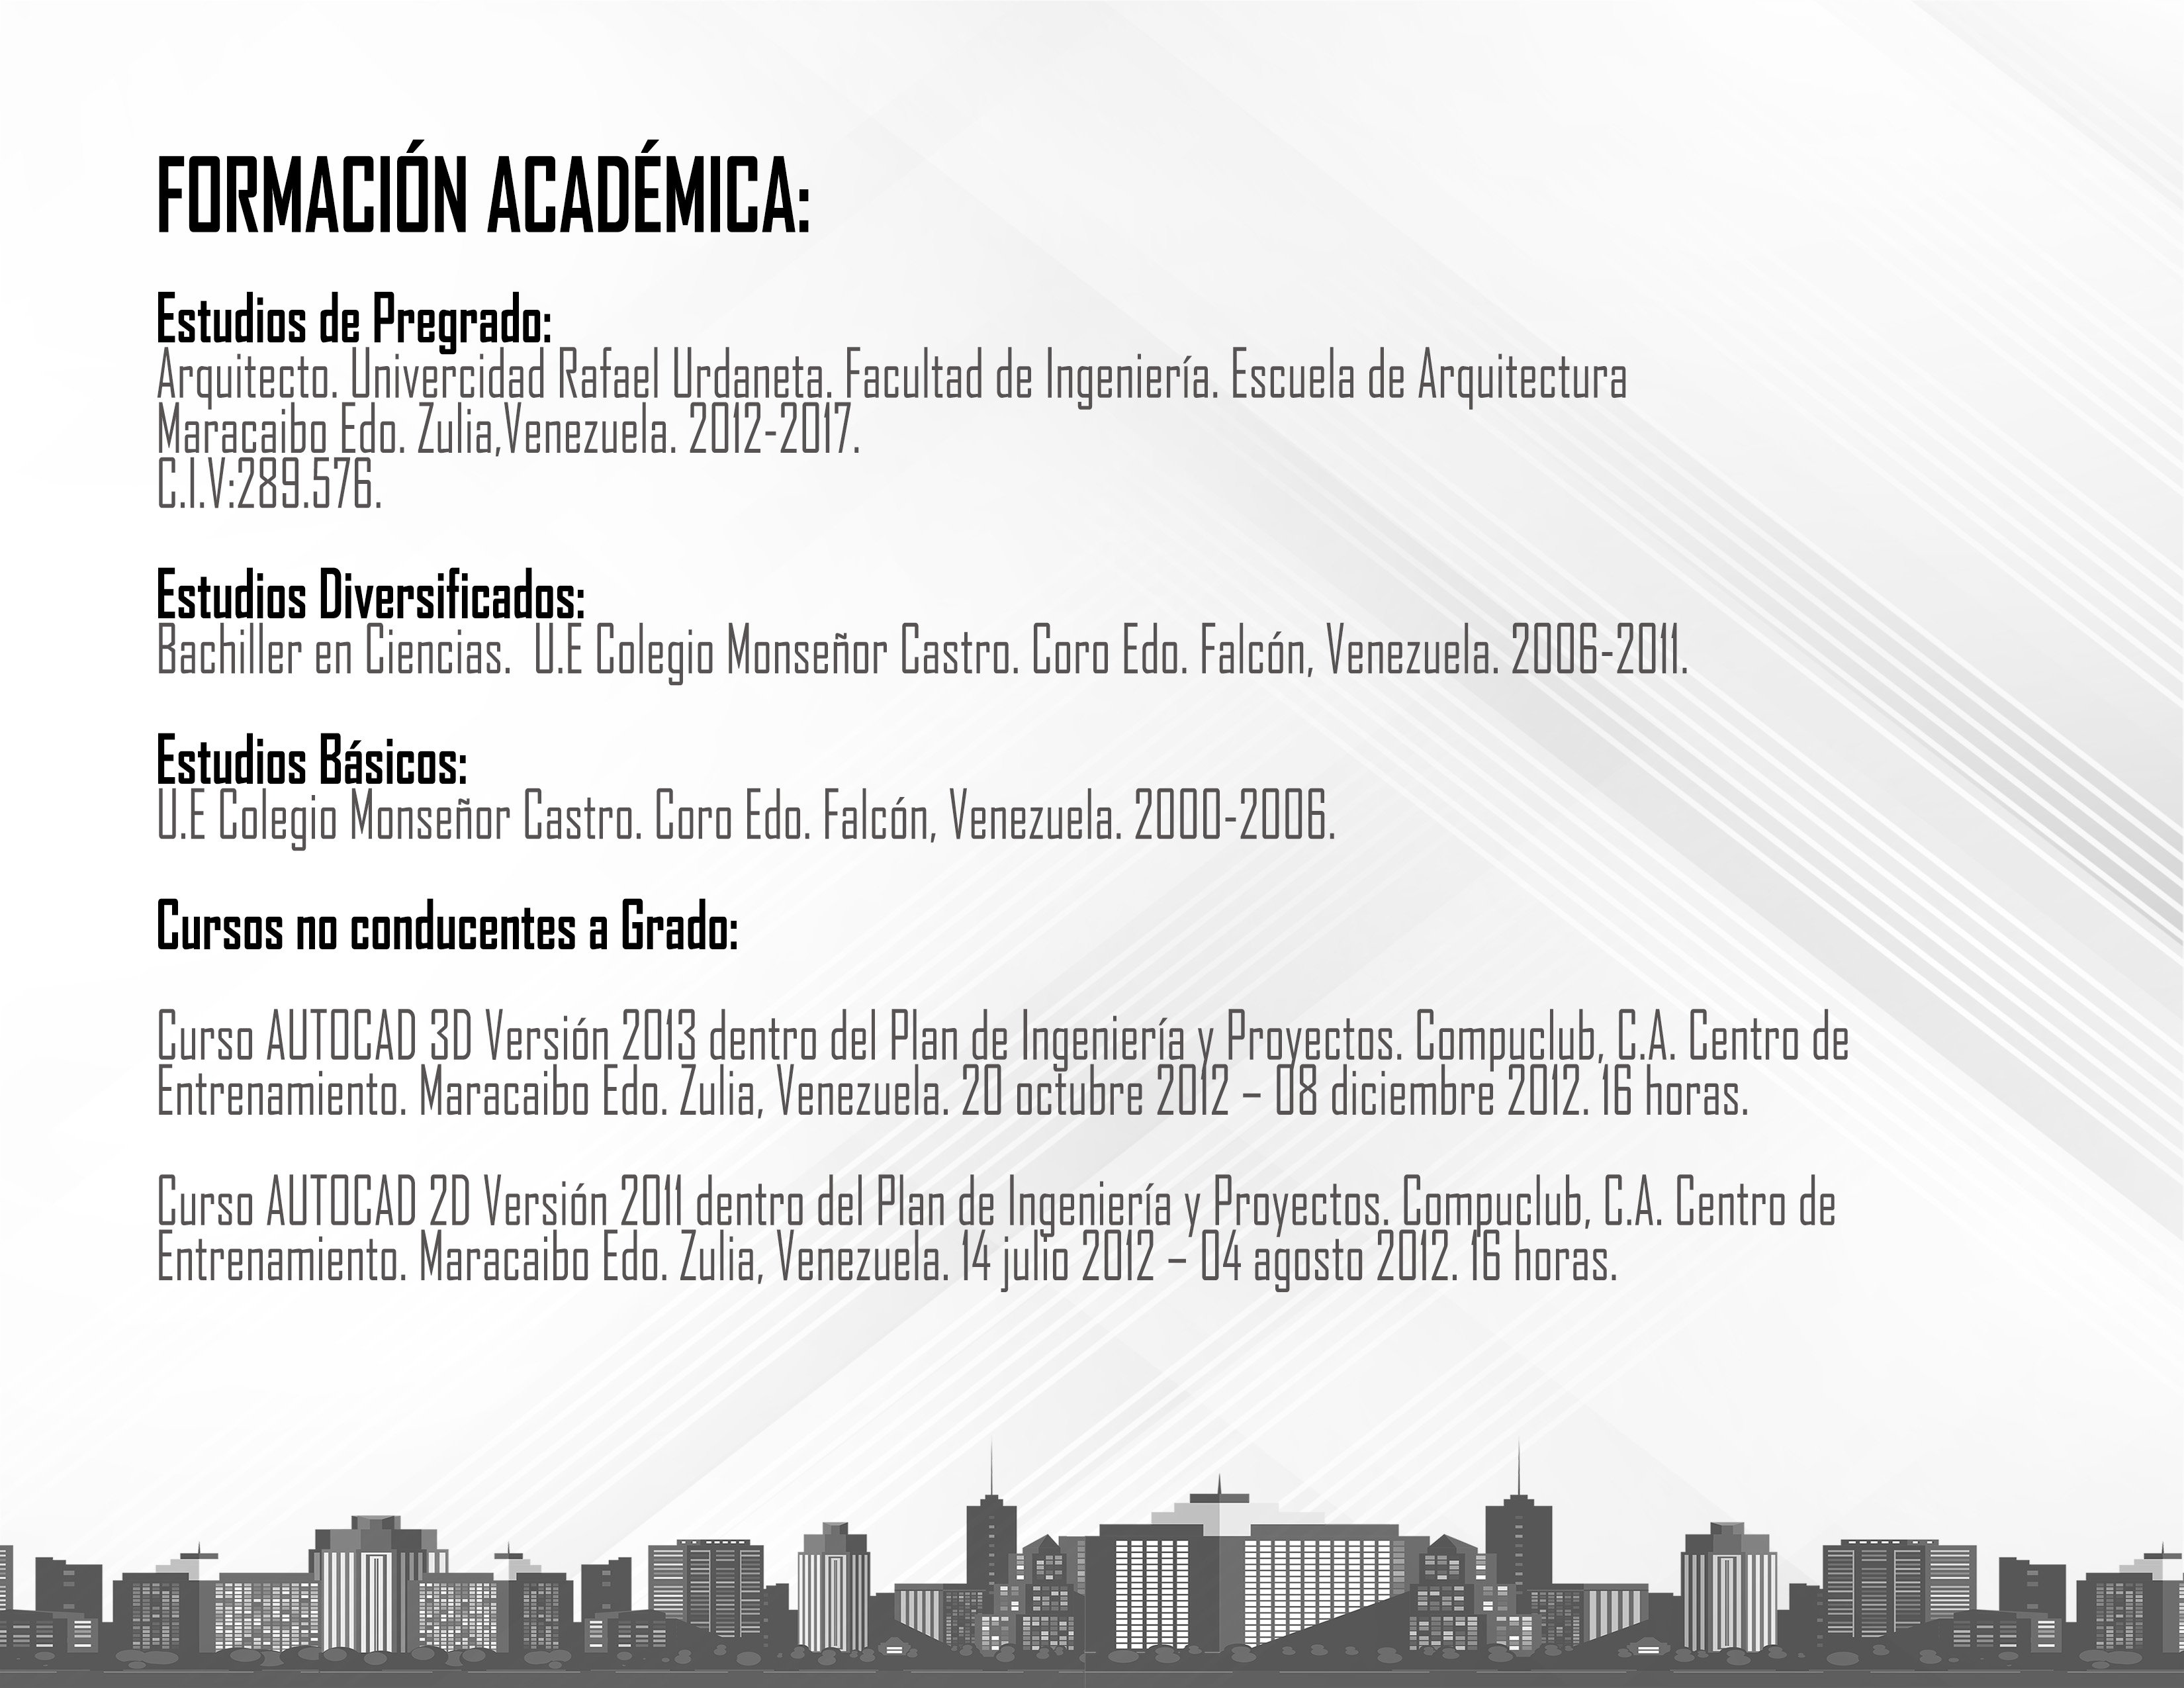 FORMACIÓN ACADÉMICA:
Estudios de Pregrado:
Arquitecto. Univercidad Rafael Urdaneta. Facultad de Ingeniería. Escuela de Arquitectura
Maracaibo Edo. Zulia,Venezuela. 2012-2017.
C.I.V:289.576.
Estudios Diversificados:
Bachiller en Ciencias.  U.E Colegio Monseñor Castro. Coro Edo. Falcón, Venezuela. 2006-2011.
Estudios Básicos:
U.E Colegio Monseñor Castro. Coro Edo. Falcón, Venezuela. 2000-2006.
Cursos no conducentes a Grado:
Curso AUTOCAD 3D Versión 2013 dentro del Plan de Ingeniería y Proyectos. Compuclub, C.A. Centro de
Entrenamiento. Maracaibo Edo. Zulia, Venezuela. 20 octubre 2012 – 08 diciembre 2012. 16 horas.
Curso AUTOCAD 2D Versión 2011 dentro del Plan de Ingeniería y Proyectos. Compuclub, C.A. Centro de
Entrenamiento. Maracaibo Edo. Zulia, Venezuela. 14 julio 2012 – 04 agosto 2012. 16 horas.